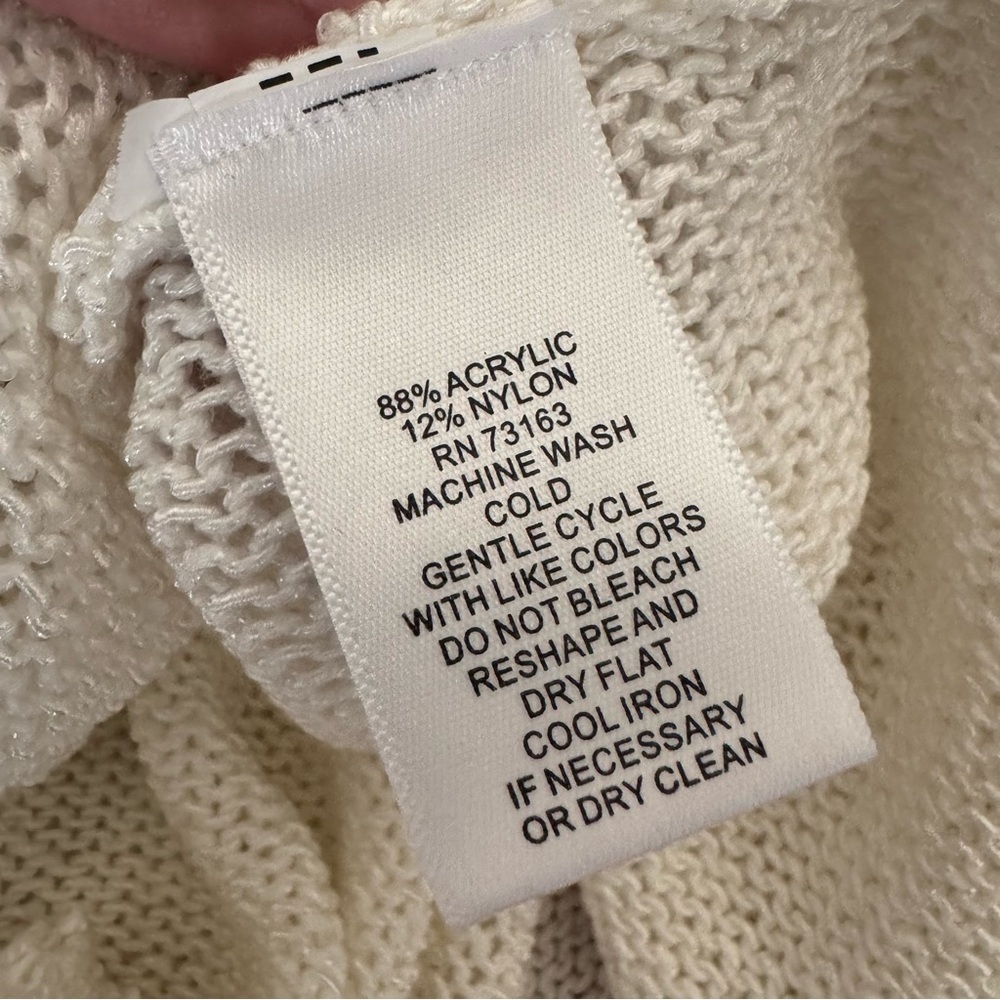 88% ACRYLIC
12% NYLON
RN 73163
MACHINE WASH
COLD
GENTLE CYCLE
WITH LIKE COLORS
DO NOT BLEACH
RESHAPE AND
DRY FLAT
COOL IRON
IF NECESSARY
OR DRY CLEAN